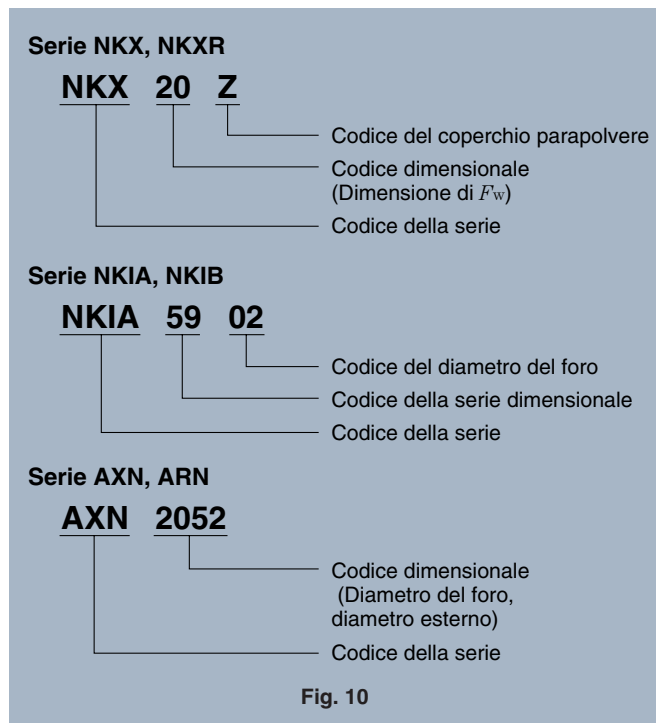 Serie NKX, NKXR
NKX 20 Z
Codice del coperchio parapolvere
Codice dimensionale
(Dimensione di Fw)
Codice della serie
Serie NKIA, NKIB
NKIA 59 02
Codice del diametro del foro
Codice della serie dimensionale
Codice della serie
Serie AXN, ARN
AXN 2052
Codice dimensionale
(Diametro del foro,
diametro esterno)
Codice della serie
Fig. 10